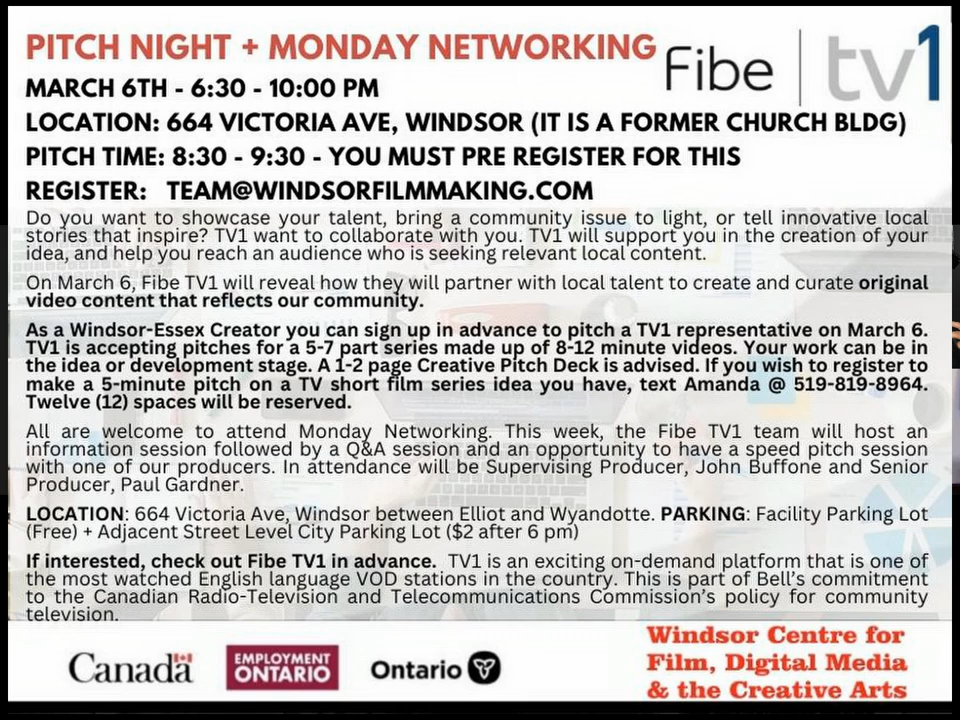 PITCH NIGHT + MONDAY NETWORKING
Fibe | tv1
MARCH 6TH - 6:30 - 10:00 PM
LOCATION: 664 VICTORIA AVE, WINDSOR (IT IS A FORMER CHURCH BLDG)
PITCH TIME: 8:30 - 9:30 - YOU MUST PRE REGISTER FOR THIS
REGISTER: TEAM@WINDSORFILMMAKING.COM
Do you want to showcase your talent, bring a community issue to light, or tell innovative local
stories that inspire? TV1 want to collaborate with you. TV1 will support you in the creation of your
idea, and help you reach an audience who is seeking relevant local content.
On March 6, Fibe TV1 will reveal how they will partner with local talent to create and curate original
video content that reflects our community.
As a Windsor-Essex Creator you can sign up in advance to pitch a TV1 representative on March 6.
TV1 is accepting pitches for a 5-7 part series made up of 8-12 minute videos. Your work can be in
the idea or development stage. A 1-2 page Creative Pitch Deck is advised. If you wish to register to
make a 5-minute pitch on a TV short film series idea you have, text Amanda @ 519-819-8964.
Twelve (12) spaces will be reserved.
All are welcome to attend Monday Networking. This week, the Fibe TV1 team will host an
information session followed by a Q&A session and an opportunity to have a speed pitch session
with one of our producers. In attendance will be Supervising Producer, John Buffone and Senior
Producer, Paul Gardner.
LOCATION: 664 Victoria Ave, Windsor between Elliot and Wyandotte. PARKING: Facility Parking Lot
(Free) + Adjacent Street Level City Parking Lot ($2 after 6 pm)
If interested, check out Fibe TV1 in advance. TV1 is an exciting on-demand platform that is one of
the most watched English language VOD stations in the country. This is part of Bell's commitment
to the Canadian Radio-Television and Telecommunications Commission's policy for community
television.
Canada
EMPLOYMENT
ONTARIO
Ontario
Windsor Centre for
Film, Digital Media
& the Creative Arts